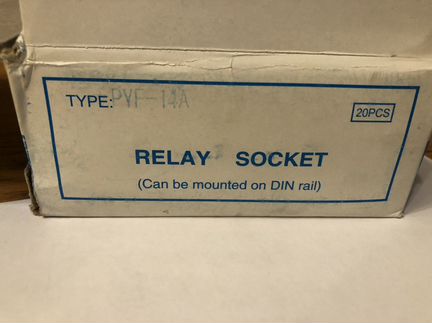 TYPE: PYF-14A
20PCS
RELAY SOCKET
(Can be mounted on DIN rail)